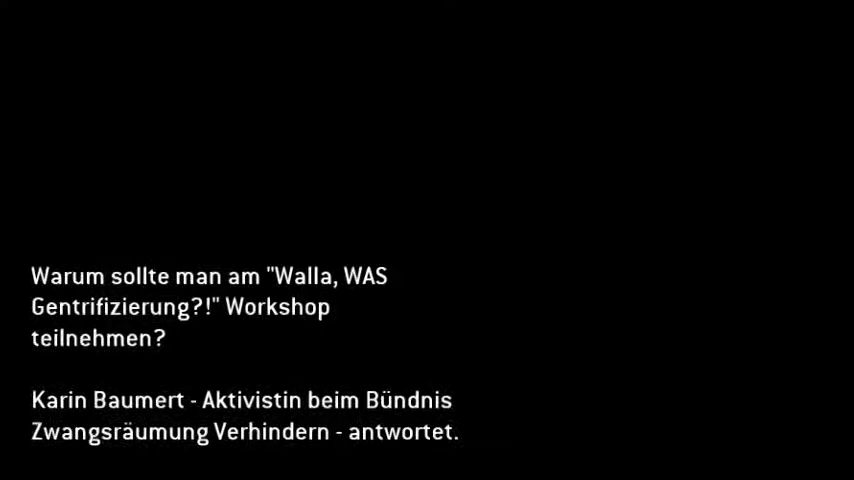 Warum sollte man am "Walla, WAS
Gentrifizierung?!" Workshop
teilnehmen?
Karin Baumert - Aktivistin beim Bündnis
Zwangsräumung Verhindern - antwortet.